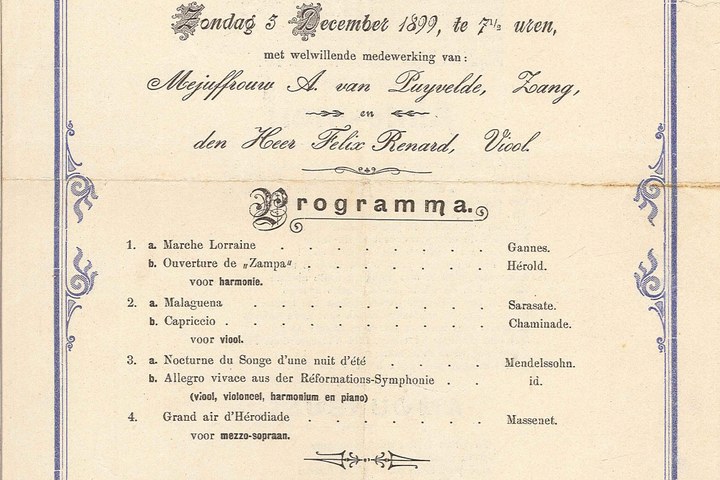 Zondag 3 December 1899, te 7 1/2 uren,
met welwillende medewerking van:
Mejuffrouw A. van Puyvelde, Zang,
en
den Heer Felix Renard, Viool.
Programma.
1. a. Marche Lorraine . . . . . . . . Gannes.
b. Ouverture de „Zampa" . . . . . . . Hérold.
voor harmonie.
2. a. Malaguena . . . . . . . . Sarasate.
b. Capriccio . . . . . . . . . Chaminade.
voor viool.
3. a. Nocturne du Songe d'une nuit d'été . . . . Mendelssohn.
b. Allegro vivace aus der Réformations-Symphonie . . id.
(viool, violoncel, harmonium en piano)
4. Grand air d'Hérodiade . . . . . . . Massenet.
voor mezzo-sopraan.